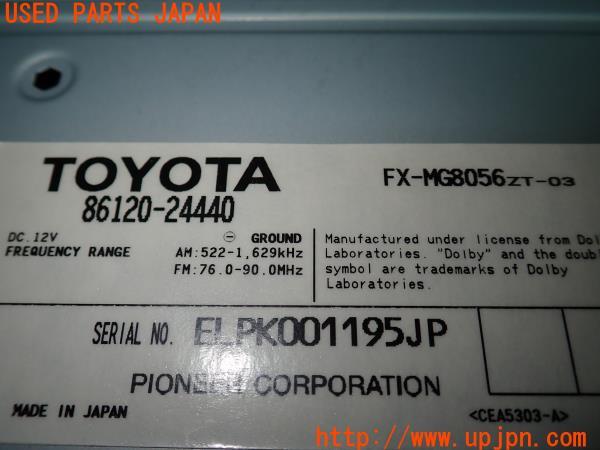 USED PARTS JAPAN
TOYOTA
86120-24440
FX-MG8056ZT-03
DC.12V
⊖ GROUND
FREQUENCY RANGE AM:522-1,629kHz
FM:76.0-90.0MHz
Manufactured under license from Dol
Laboratories. "Dolby" and the doubl
symbol are trademarks of Dolby
Laboratories.
SERIAL NO. ELPK001195JP
PIONEER CORPORATION
MADE IN JAPAN
<CEA5303-A>
http://www.upjpn.com/